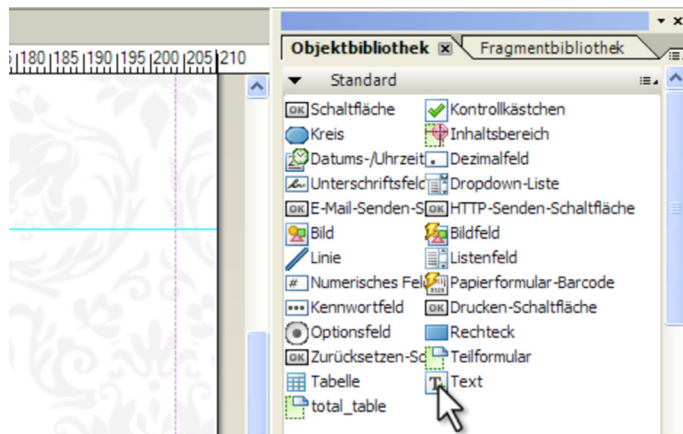 Objektbibliothek Fragmentbibliothek
180 185 190 195 200 205 210
Standard
OK Schaltfläche Kontrollkästchen
Kreis Inhaltsbereich
Datums-/Uhrzeit Dezimalfeld
Unterschriftsfeld Dropdown-Liste
OK E-Mail-Senden-S OK HTTP-Senden-Schaltfläche
Bild Bildfeld
Linie Listenfeld
# Numerisches Fel Papierformular-Barcode
Kennwortfeld OK Drucken-Schaltfläche
Optionsfeld Rechteck
OK Zurücksetzen-Sc Teilformular
Tabelle T Text
total_table